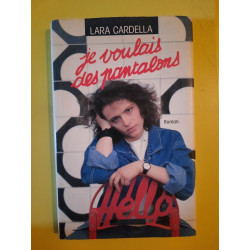 LARA CARDELLA
je voulais
des pantalons
Roman
Hello